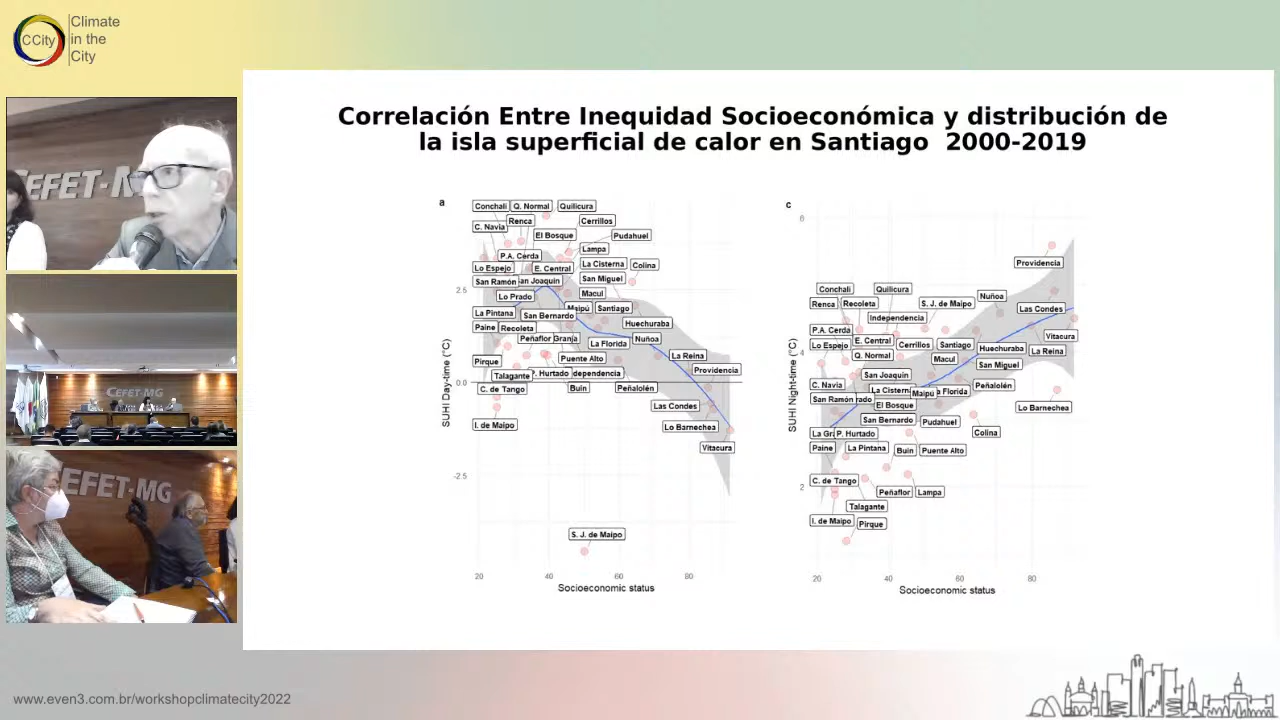 CCity
Climate
in the
City
CEFET-M
CEFET-MG
CEFET-MG
Correlación Entre Inequidad Socioeconómica y distribución de
la isla superficial de calor en Santiago 2000-2019
a
SUHI Day-time (°C)
2.5
0.0
-2.5
Conchali
Q. Normal
Quilicura
C. Navia
Renca
Cerrillos
El Bosque
Pudahuel
Lampa
P.A. Cerda
Lo Espejo
E. Central
La Cisterna
Colina
San Ramón
an Joaquin
San Miguel
Lo Prado
Macul
La Pintana
San Bernardo
Maipú
Santiago
Paine
Recoleta
Huechuraba
Peñaflor
Granja
La Florida
Nuñoa
Pirque
Puente Alto
La Reina
Talagante
P. Hurtado
dependencia
Providencia
C. de Tango
Buin
Peñalolén
Las Condes
I. de Maipo
Lo Barnechea
Vitacura
S. J. de Maipo
20
40
60
80
Socioeconomic status
c
SUHI Night-time (°C)
6
4
2
Providencia
Conchali
Quilicura
Nuñoa
Renca
Recoleta
S. J. de Maipo
Las Condes
Independencia
P.A. Cerda
Vitacura
Lo Espejo
E. Central
Cerrillos
Santiago
Huechuraba
La Reina
Q. Normal
Macul
San Miguel
San Joaquin
C. Navia
La Cistern
Maipú
a Florida
Peñalolén
San Ramón
rado
El Bosque
Lo Barnechea
San Bernardo
Pudahuel
La Gr
P. Hurtado
Colina
Paine
La Pintana
Buin
Puente Alto
C. de Tango
Peñaflor
Lampa
Talagante
I. de Maipo
Pirque
20
40
60
80
Socioeconomic status
www.even3.com.br/workshopclimatecity2022